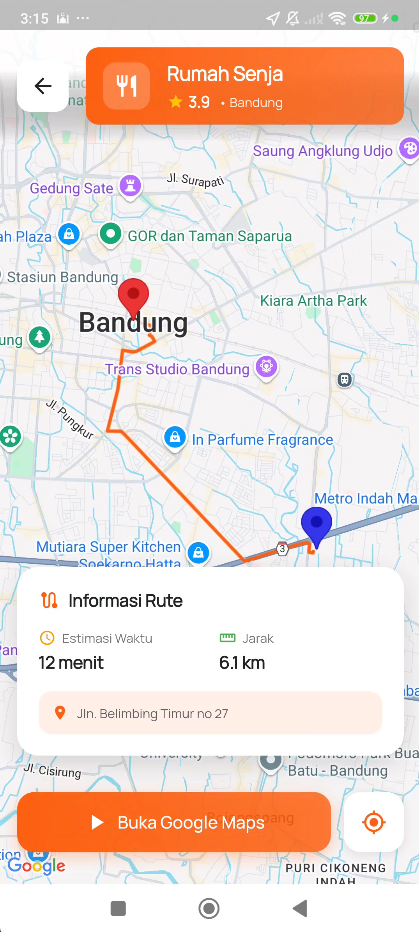 3:15
97
Rumah Senja
3.9 • Bandung
Saung Angklung Udjo
Jl. Surapati
Gedung Sate
ah Plaza
GOR dan Taman Saparua
Stasiun Bandung
Kiara Artha Park
Bandung
ung
Trans Studio Bandung
Jl. Pungkur
In Parfume Fragrance
Metro Indah Ma
3
Mutiara Super Kitchen
Soekarno-Hatta
Informasi Rute
Estimasi Waktu
Jarak
12 menit
6.1 km
Jln. Belimbing Timur no 27
Batu - Bandung
Jl. Cisirung
Buka Google Maps
Google
PURI CIKONENG
INDAH